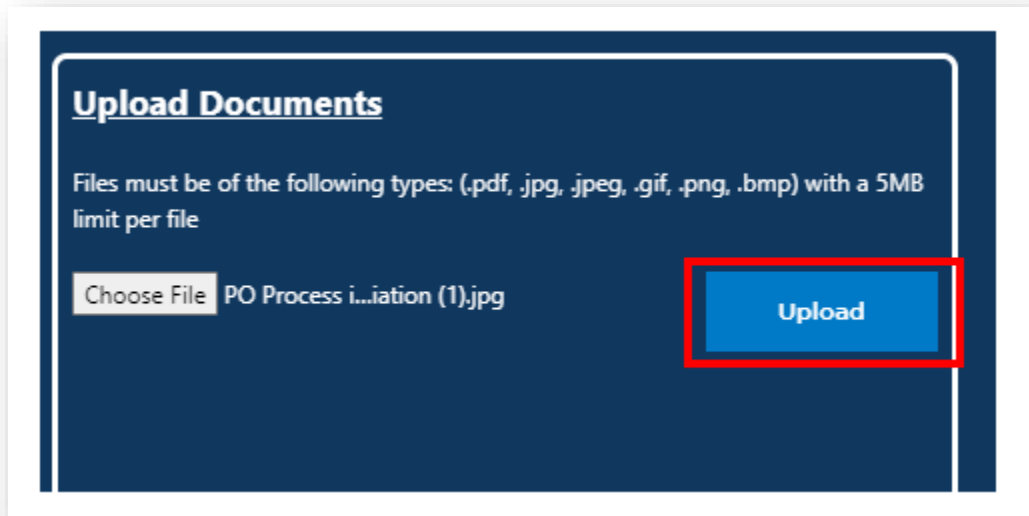 Upload Documents
Files must be of the following types: (.pdf, .jpg, .jpeg, .gif, .png, .bmp) with a 5MB
limit per file
Choose File PO Process i...iation (1).jpg
Upload